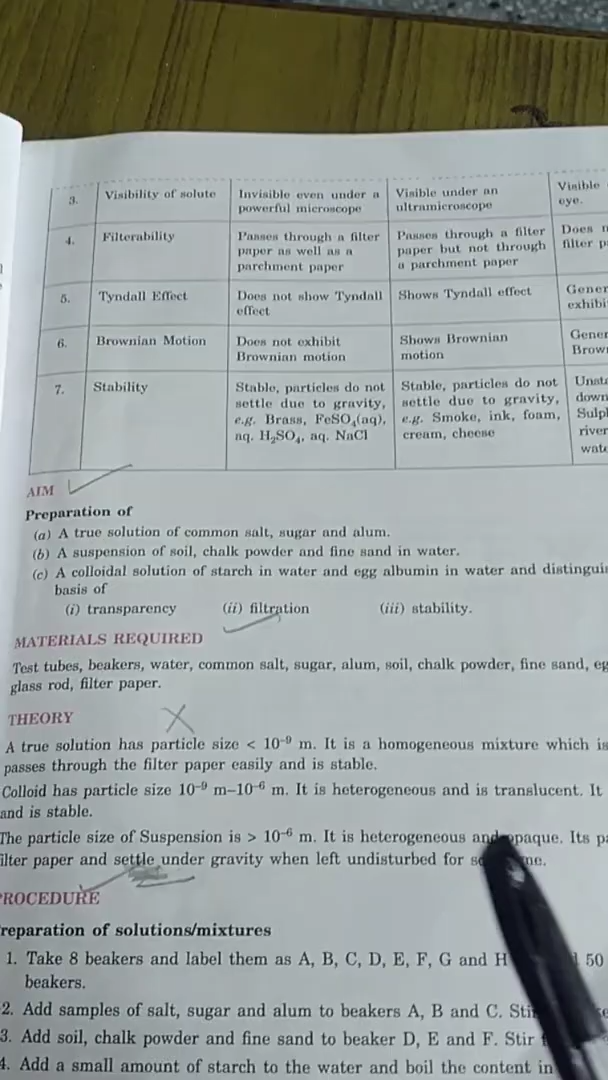 3. Visibility of solute Invisible even under a powerful microscope Visible under an ultramicroscope Visible eye.
4. Filterability Passes through a filter paper as well as a parchment paper Passes through a filter paper but not through a parchment paper Does filter
5. Tyndall Effect Does not show Tyndall effect Shows Tyndall effect
6. Brownian Motion Does not exhibit Brownian motion Shows Brownian motion
7. Stability Stable, particles do not settle due to gravity, e.g. Brass, FeSO₄(aq), aq. H₂SO₄, aq. NaCl Stable, particles do not settle due to gravity, e.g. Smoke, ink, foam, cream, cheese down river
AIM
Preparation of
(a) A true solution of common salt, sugar and alum.
(b) A suspension of soil, chalk powder and fine sand in water.
(c) A colloidal solution of starch in water and egg albumin in water and
basis of
(i) transparency (ii) filtration (iii) stability.
MATERIALS REQUIRED
Test tubes, beakers, water, common salt, sugar, alum, soil, chalk powder, fine sand,
glass rod, filter paper.
THEORY
A true solution has particle size < 10⁻⁹ m. It is a homogeneous mixture which is
passes through the filter paper easily and is stable.
Colloid has particle size 10⁻⁹ m–10⁻⁶ m. It is heterogeneous and is translucent. It
and is stable.
The particle size of Suspension is > 10⁻⁶ m. It is heterogeneous and opaque. Its
ilter paper and settle under gravity when left undisturbed for
ROCEDURE
reparation of solutions/mixtures
1. Take 8 beakers and label them as A, B, C, D, E, F, G and H 50
beakers.
2. Add samples of salt, sugar and alum to beakers A, B and C.
3. Add soil, chalk powder and fine sand to beaker D, E and F. Stir
4. Add a small amount of starch to the water and boil the content in